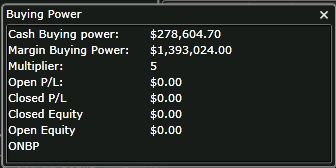 Buying Power
Cash Buying power: $278,604.70
Margin Buying Power: $1,393,024.00
Multiplier: 5
Open P/L: $0.00
Closed P/L $0.00
Closed Equity $0.00
Open Equity $0.00
ONBP